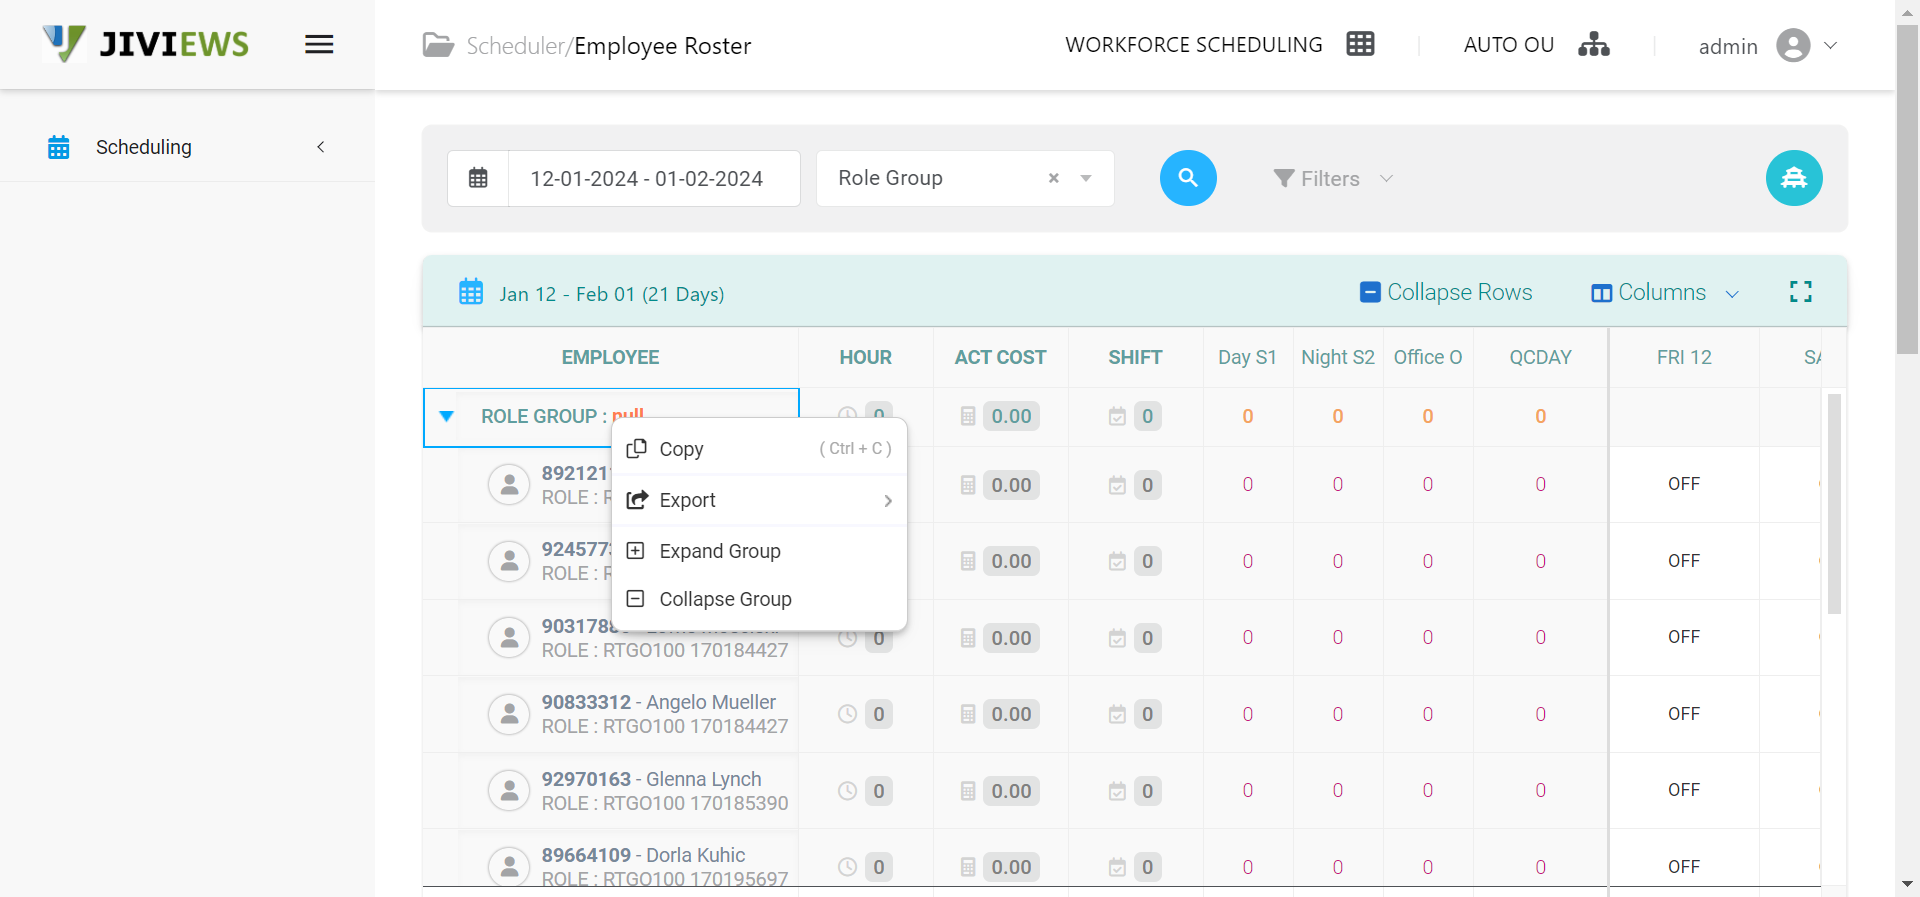 JIVIEWS
Scheduler/Employee Roster
WORKFORCE SCHEDULING
AUTO OU
admin
Scheduling
12-01-2024 - 01-02-2024
Role Group
Filters
Jan 12 - Feb 01 (21 Days)
Collapse Rows
Columns
EMPLOYEE HOUR ACT COST SHIFT Day S1 Night S2 Office O QCDAY FRI 12
ROLE GROUP : null 0 0.00 0 0 0 0 0
Copy ( Ctrl + C )
Export
Expand Group
Collapse Group
ROLE :
0.00 0 0 0 0 0 OFF
ROLE :
0.00 0 0 0 0 0 OFF
ROLE : RTGO100 170184427
0 0.00 0 0 0 0 0 OFF
90833312 - Angelo Mueller
ROLE : RTGO100 170184427
0 0.00 0 0 0 0 0 OFF
92970163 - Glenna Lynch
ROLE : RTGO100 170185390
0 0.00 0 0 0 0 0 OFF
89664109 - Dorla Kuhic
ROLE : RTGO100 170195697
0 0.00 0 0 0 0 0 OFF